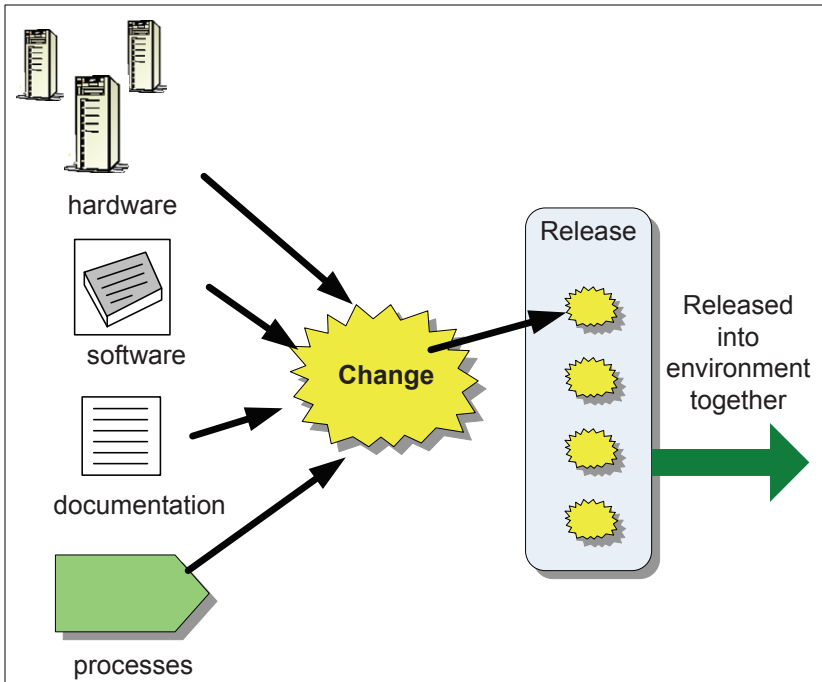 hardware
software
documentation
processes
Change
Release
Released
into
environment
together